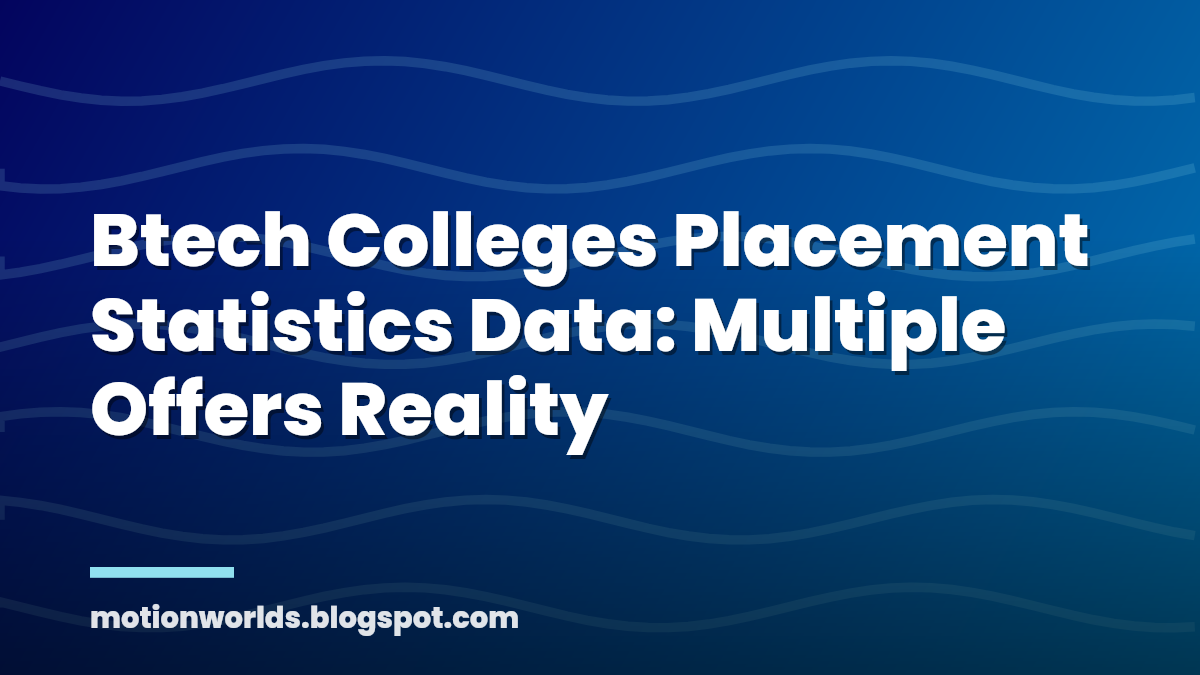 Btech Colleges Placement
Statistics Data: Multiple
Offers Reality
motionworlds.blogspot.com